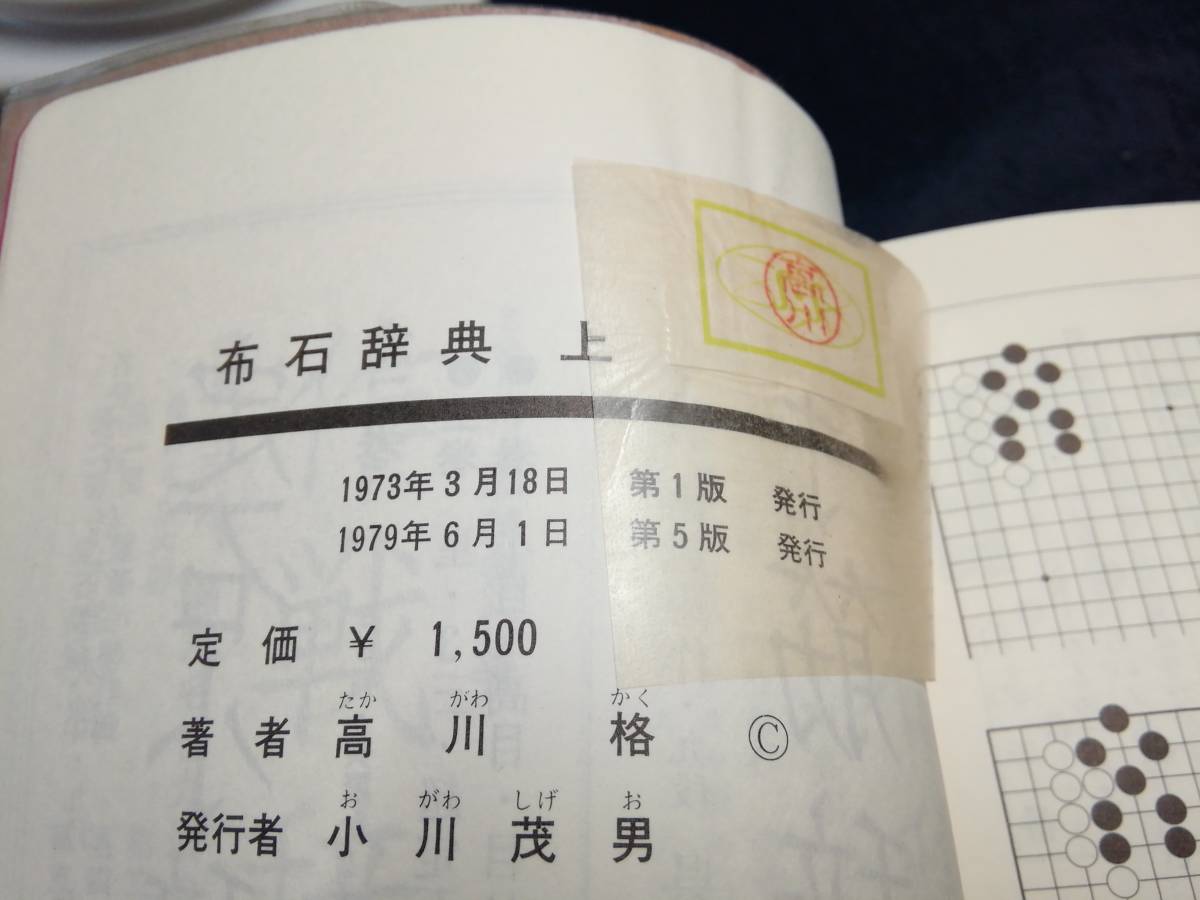 布石辞典 上
1973年3月18日 第1版 発行
1979年6月1日 第5版 発行
定価 ¥ 1,500
たか がわ かく
著者 高川 格 Ⓒ
お がわ しげ お
発行者 小川茂男
高川